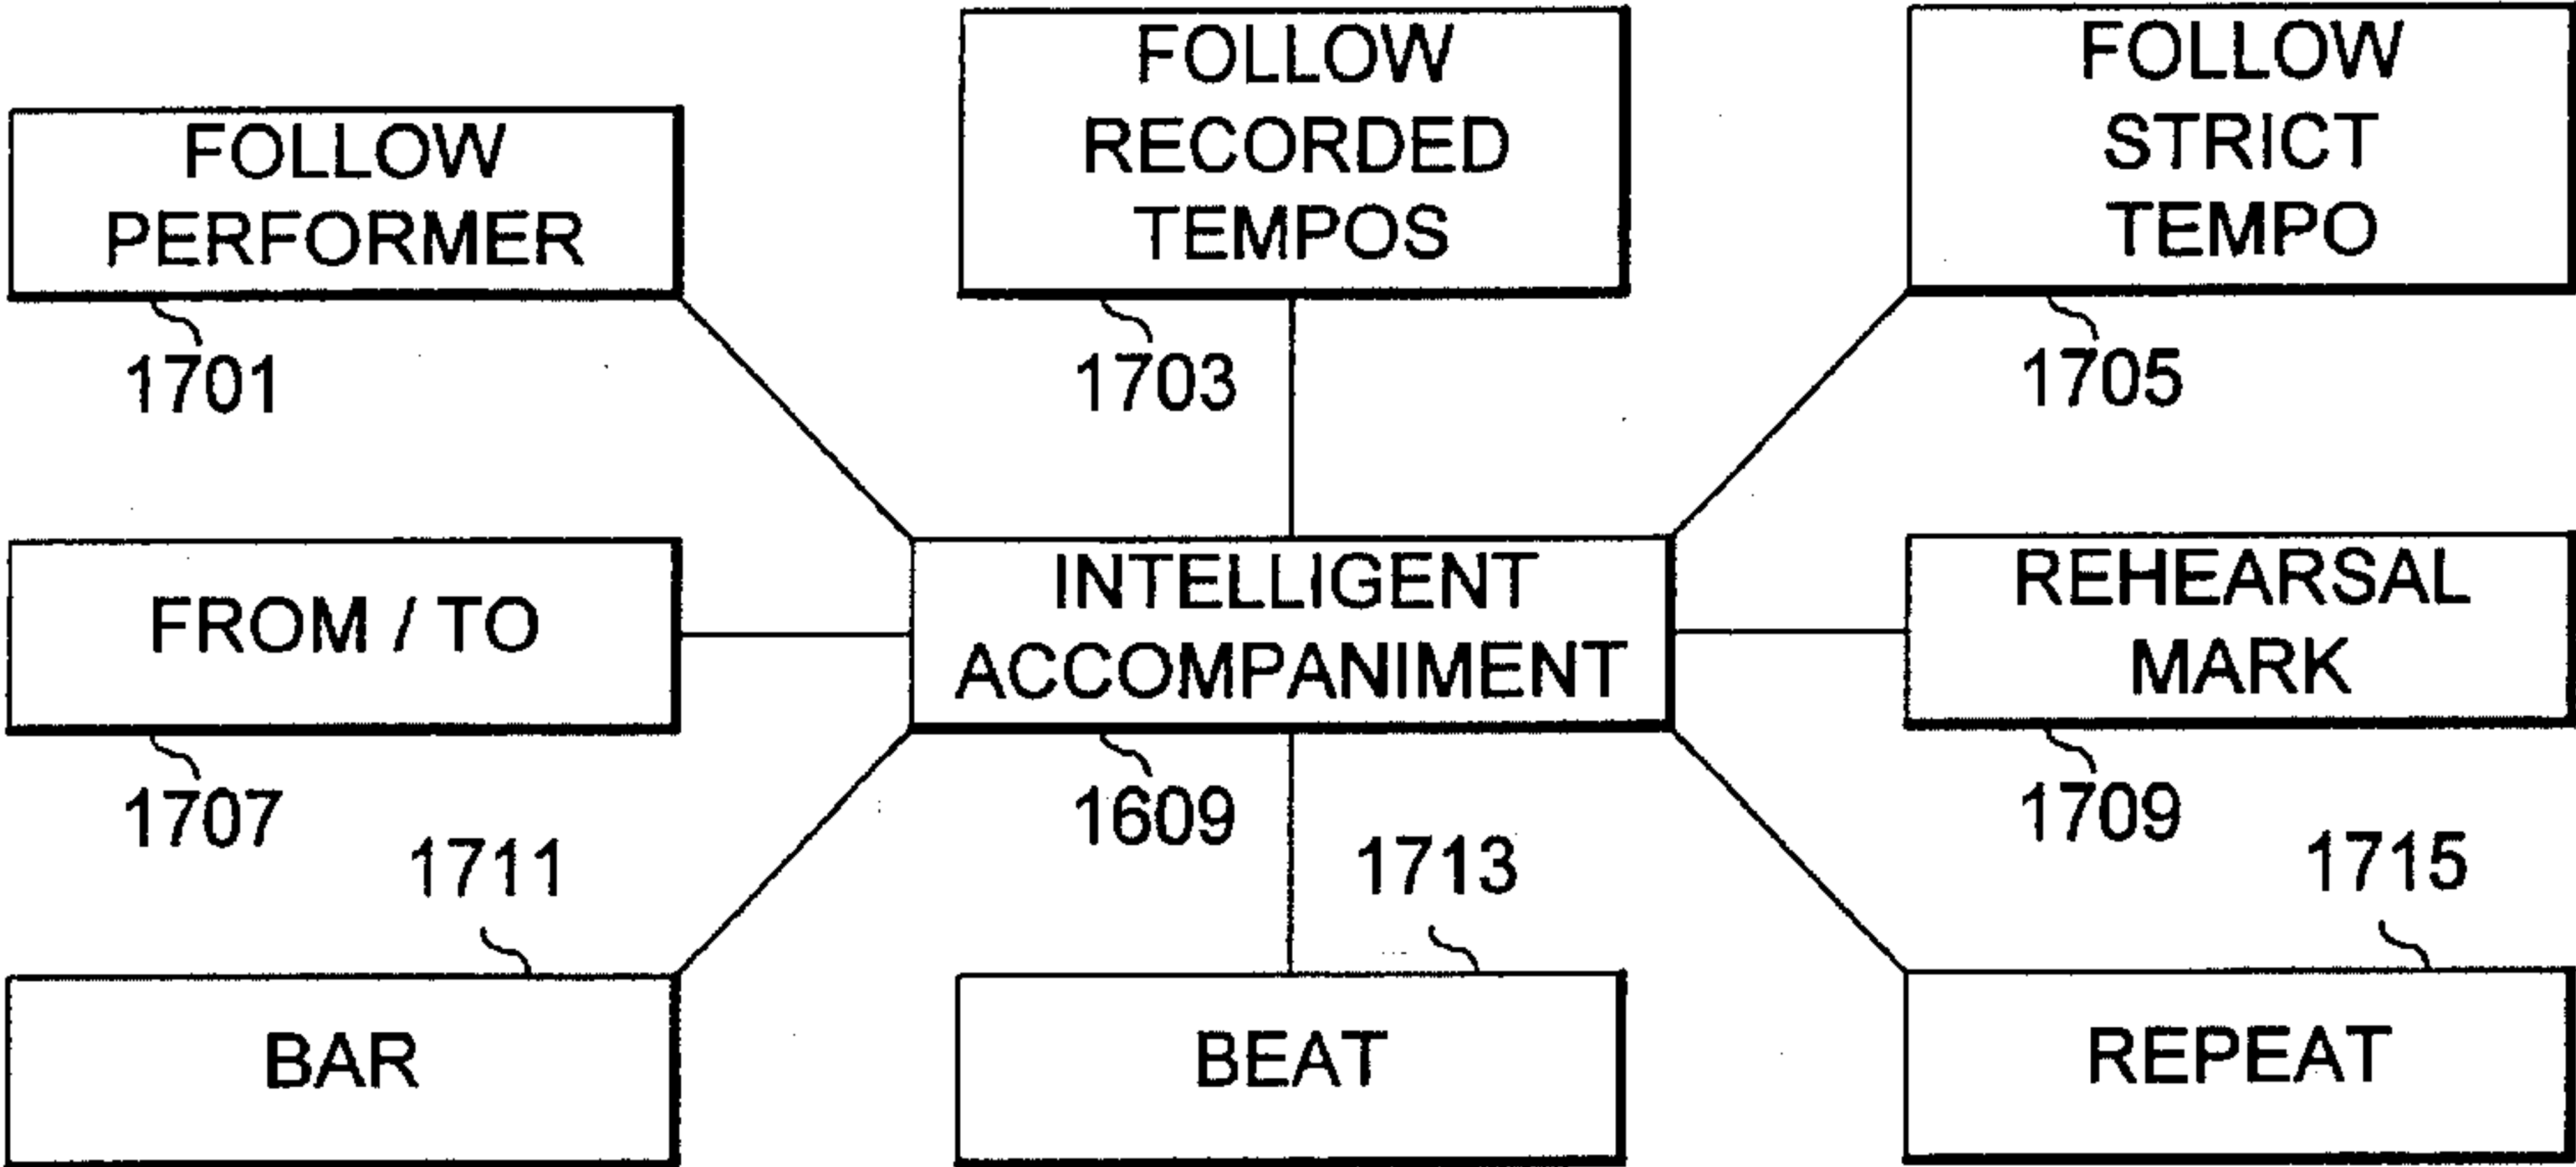 FOLLOW
PERFORMER
1701
FOLLOW
RECORDED
TEMPOS
1703
FOLLOW
STRICT
TEMPO
1705
FROM / TO
1707
INTELLIGENT
ACCOMPANIMENT
1609
REHEARSAL
MARK
1709
1711
BAR
1713
BEAT
1715
REPEAT